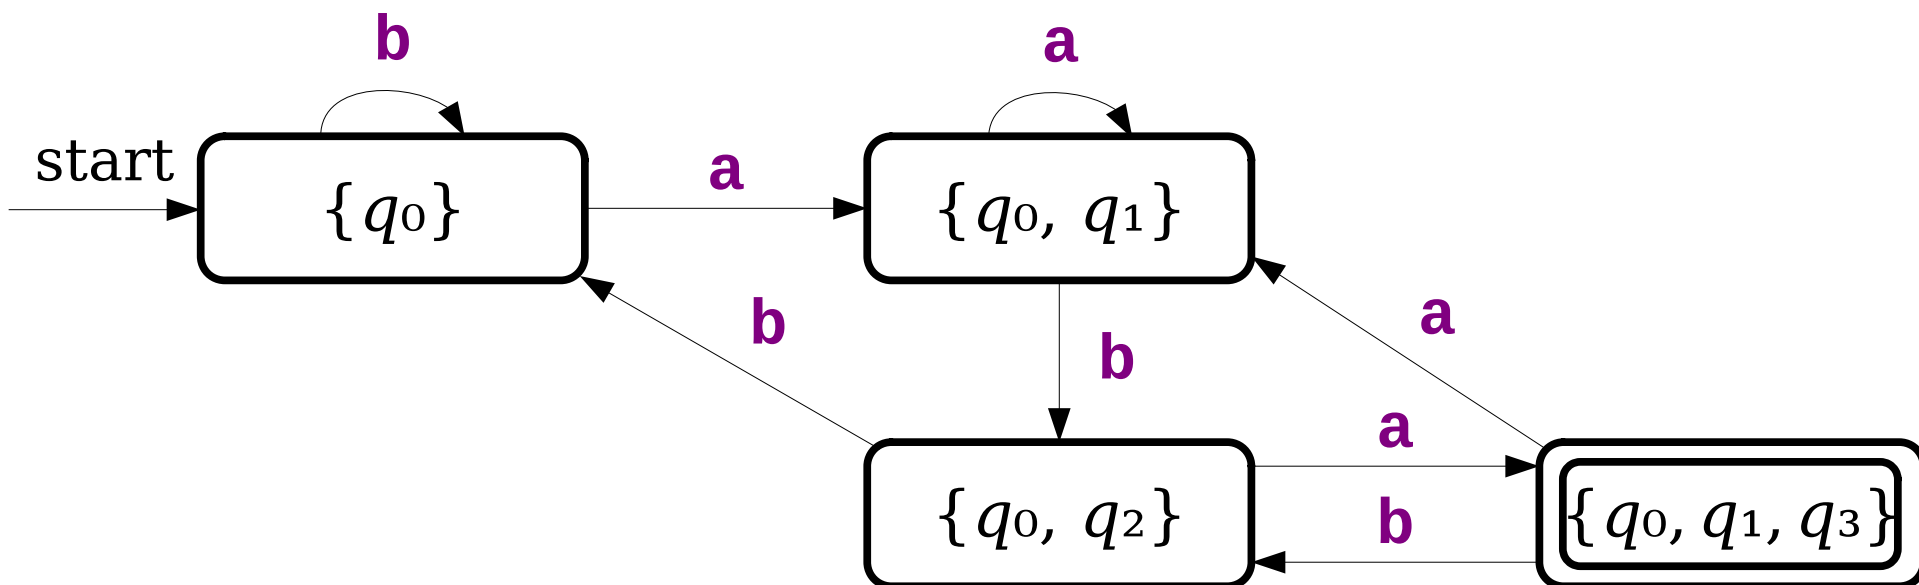 b
a
start
a
{q₀}
{q₀, q₁}
b
a
b
a
{q₀, q₂}
b
{q₀, q₁, q₃}